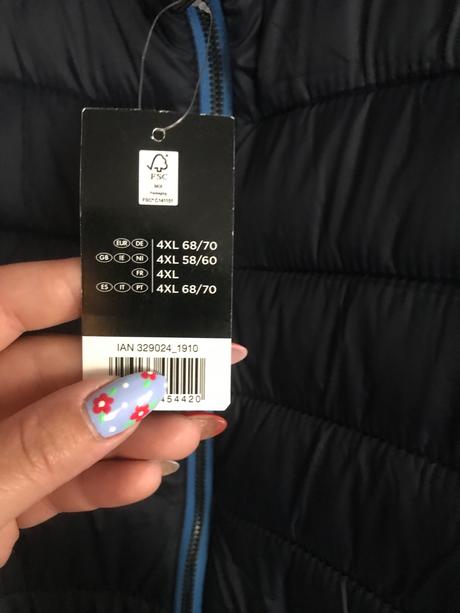 FSC
MIX
Packaging
FSC® C141101
EUR DE 4XL 68/70
GB IE NI 4XL 58/60
FR 4XL
ES IT PT 4XL 68/70
IAN 329024_1910
454420